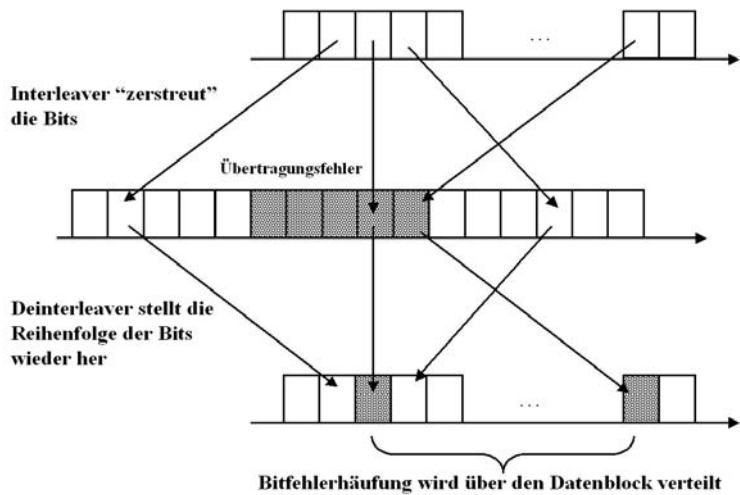 . . .
Interleaver “zerstreut”
die Bits
Übertragungsfehler
Deinterleaver stellt die
Reihenfolge der Bits
wieder her
. . .
Bitfehlerhäufung wird über den Datenblock verteilt